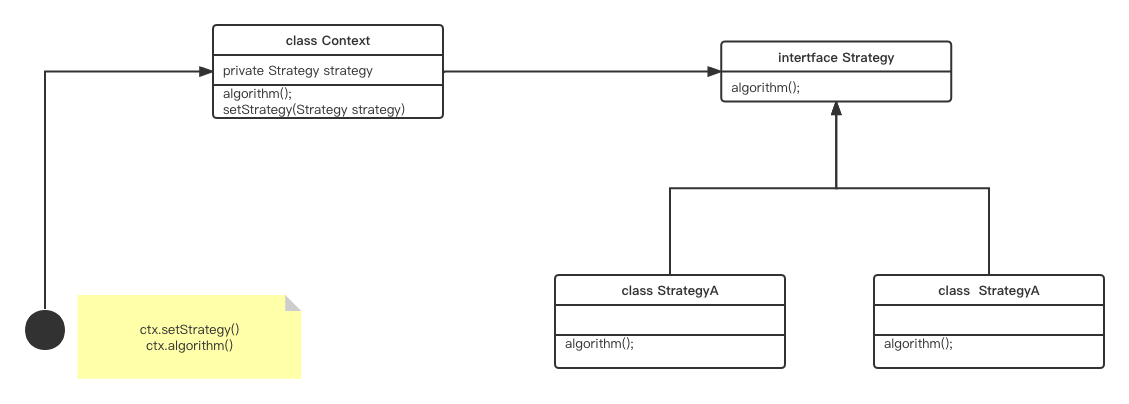 class Context
private Strategy strategy
algorithm();
setStrategy(Strategy strategy)
intertface Strategy
algorithm();
class StrategyA
algorithm();
class  StrategyA
algorithm();
ctx.setStrategy()
ctx.algorithm()